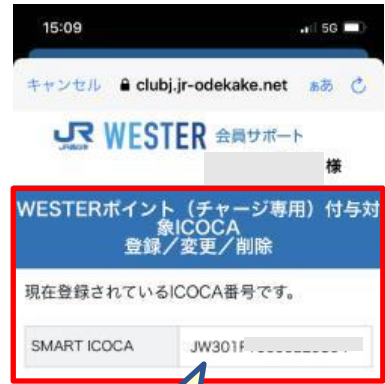 15:09
5G
キャンセル clubj.jr-odekake.net ぁあ
JR WESTER 会員サポート
様
WESTERポイント（チャージ専用）付与対
象ICOCA
登録／変更／削除
現在登録されているICOCA番号です。
SMART ICOCA JW301